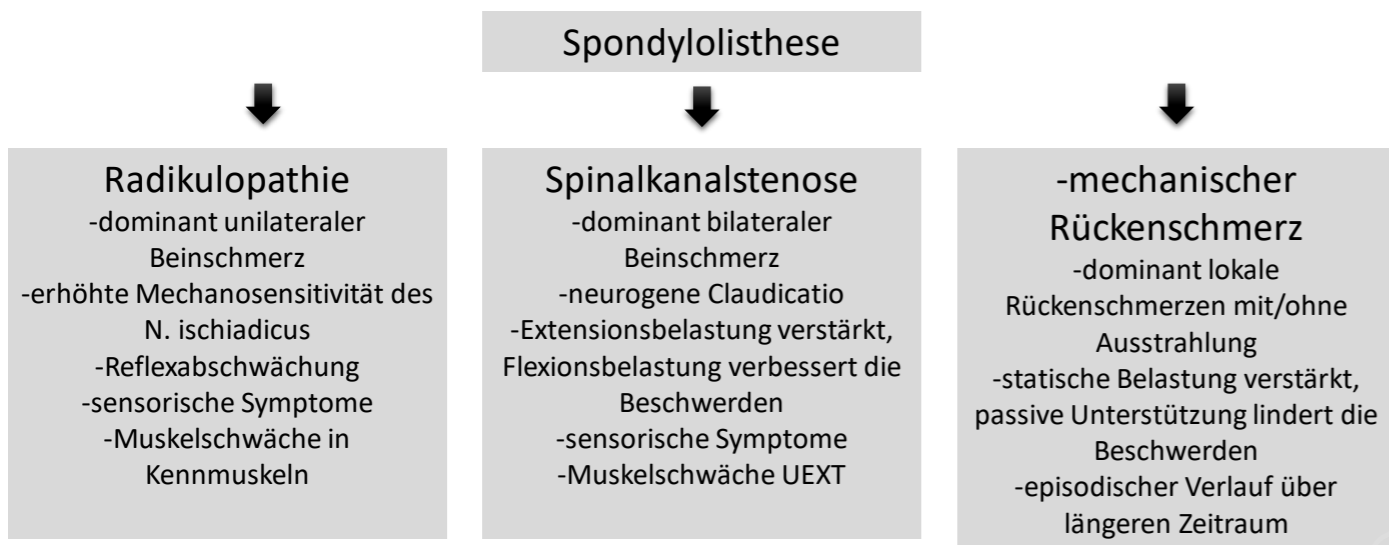 Spondylolisthese
Radikulopathie
-dominant unilateraler
Beinschmerz
-erhöhte Mechanosensitivität des
N. ischiadicus
-Reflexabschwächung
-sensorische Symptome
-Muskelschwäche in
Kennmuskeln
Spinalkanalstenose
-dominant bilateraler
Beinschmerz
-neurogene Claudicatio
-Extensionsbelastung verstärkt,
Flexionsbelastung verbessert die
Beschwerden
-sensorische Symptome
-Muskelschwäche UEXT
-mechanischer
Rückenschmerz
-dominant lokale
Rückenschmerzen mit/ohne
Ausstrahlung
-statische Belastung verstärkt,
passive Unterstützung lindert die
Beschwerden
-episodischer Verlauf über
längeren Zeitraum